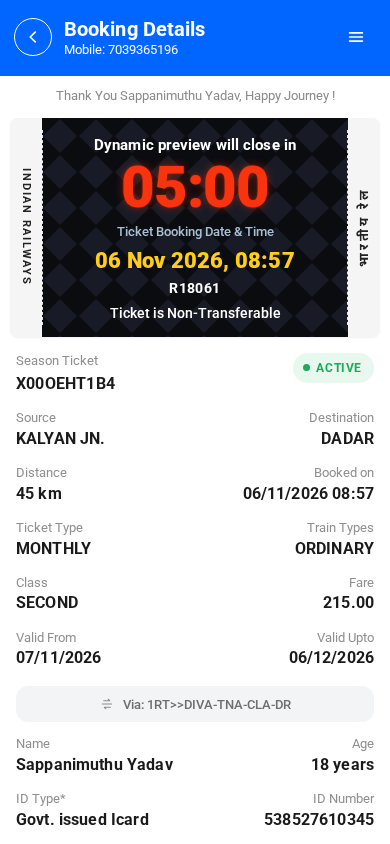 Booking Details
Mobile: 7039365196
Thank You Sappanimuthu Yadav, Happy Journey !
INDIAN RAILWAYS
Dynamic preview will close in
05:00
Ticket Booking Date & Time
06 Nov 2026, 08:57
R18061
Ticket is Non-Transferable
भारतीय रेल
Season Ticket
X00OEHT1B4
ACTIVE
Source
Destination
KALYAN JN.
DADAR
Distance
Booked on
45 km
06/11/2026 08:57
Ticket Type
Train Types
MONTHLY
ORDINARY
Class
Fare
SECOND
215.00
Valid From
Valid Upto
07/11/2026
06/12/2026
Via: 1RT>>DIVA-TNA-CLA-DR
Name
Age
Sappanimuthu Yadav
18 years
ID Type*
ID Number
Govt. issued Icard
538527610345